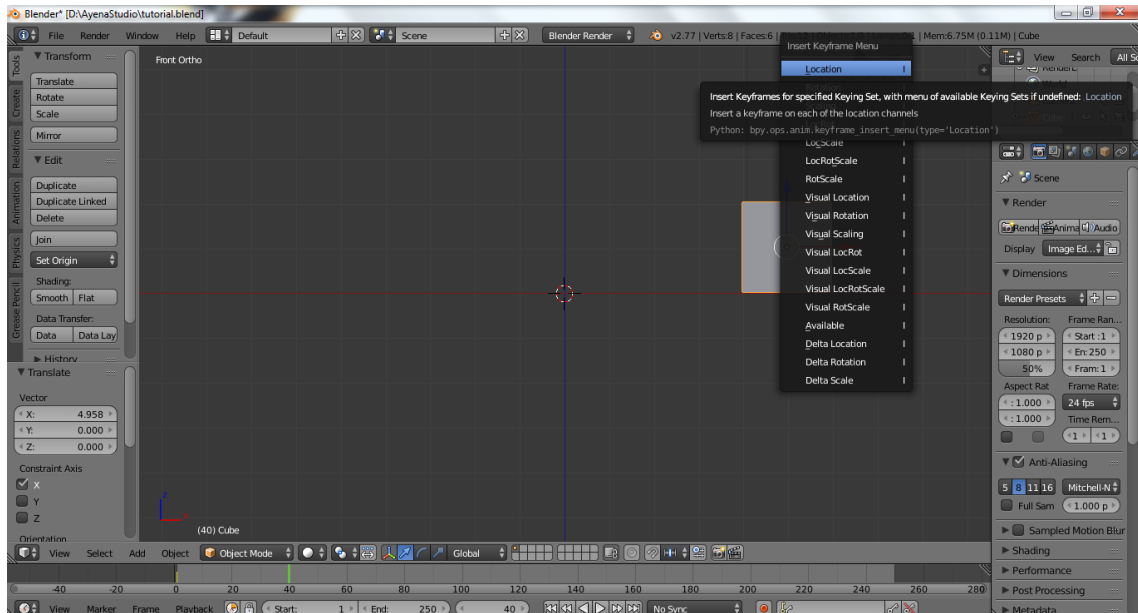 Blender* [D:\AyenaStudio\tutorial.blend]
File Render Window Help Default Scene Blender Render v2.77 | Verts:8 | Faces:6 | Mem:6.75M (0.11M) | Cube
Tools
Create
Relations
Animation
Physics
Grease Pencil
Transform
Translate
Rotate
Scale
Mirror
Edit
Duplicate
Duplicate Linked
Delete
Join
Set Origin
Shading:
Smooth Flat
Data Transfer:
Data Data Lay
History
Translate
Vector
X: 4.958
Y: 0.000
Z: 0.000
Constraint Axis
X
Y
Z
Orientation
Front Ortho
z
x
(40) Cube
Insert Keyframe Menu
Location I
Insert Keyframes for specified Keying Set, with menu of available Keying Sets if undefined: Location
Insert a keyframe on each of the location channels
Python: bpy.ops.anim.keyframe_insert_menu(type='Location')
LocScale
LocRotScale I
RotScale I
Visual Location I
Visual Rotation I
Visual Scaling I
Visual LocRot I
Visual LocScale I
Visual LocRotScale I
Visual RotScale I
Available I
Delta Location I
Delta Rotation I
Delta Scale I
View Search All Sc
Scene
Render
Rende Anima Audio
Display Image Ed...
Dimensions
Render Presets
Resolution: Frame Ran...
1920 p Start :1
1080 p En: 250
50% Fram: 1
Aspect Rat Frame Rate:
: 1.000 24 fps
: 1.000 Time Rem...
1 1
Anti-Aliasing
5 8 11 16 Mitchell-N
Full Sam 1.000 p
Sampled Motion Blur
Shading
Performance
Post Processing
Metadata
View Select Add Object Object Mode Global
-40 -20 0 20 40 60 80 100 120 140 160 180 200 220 240 260 280
View Marker Frame Playback Start: 1 End: 250 40 No Sync